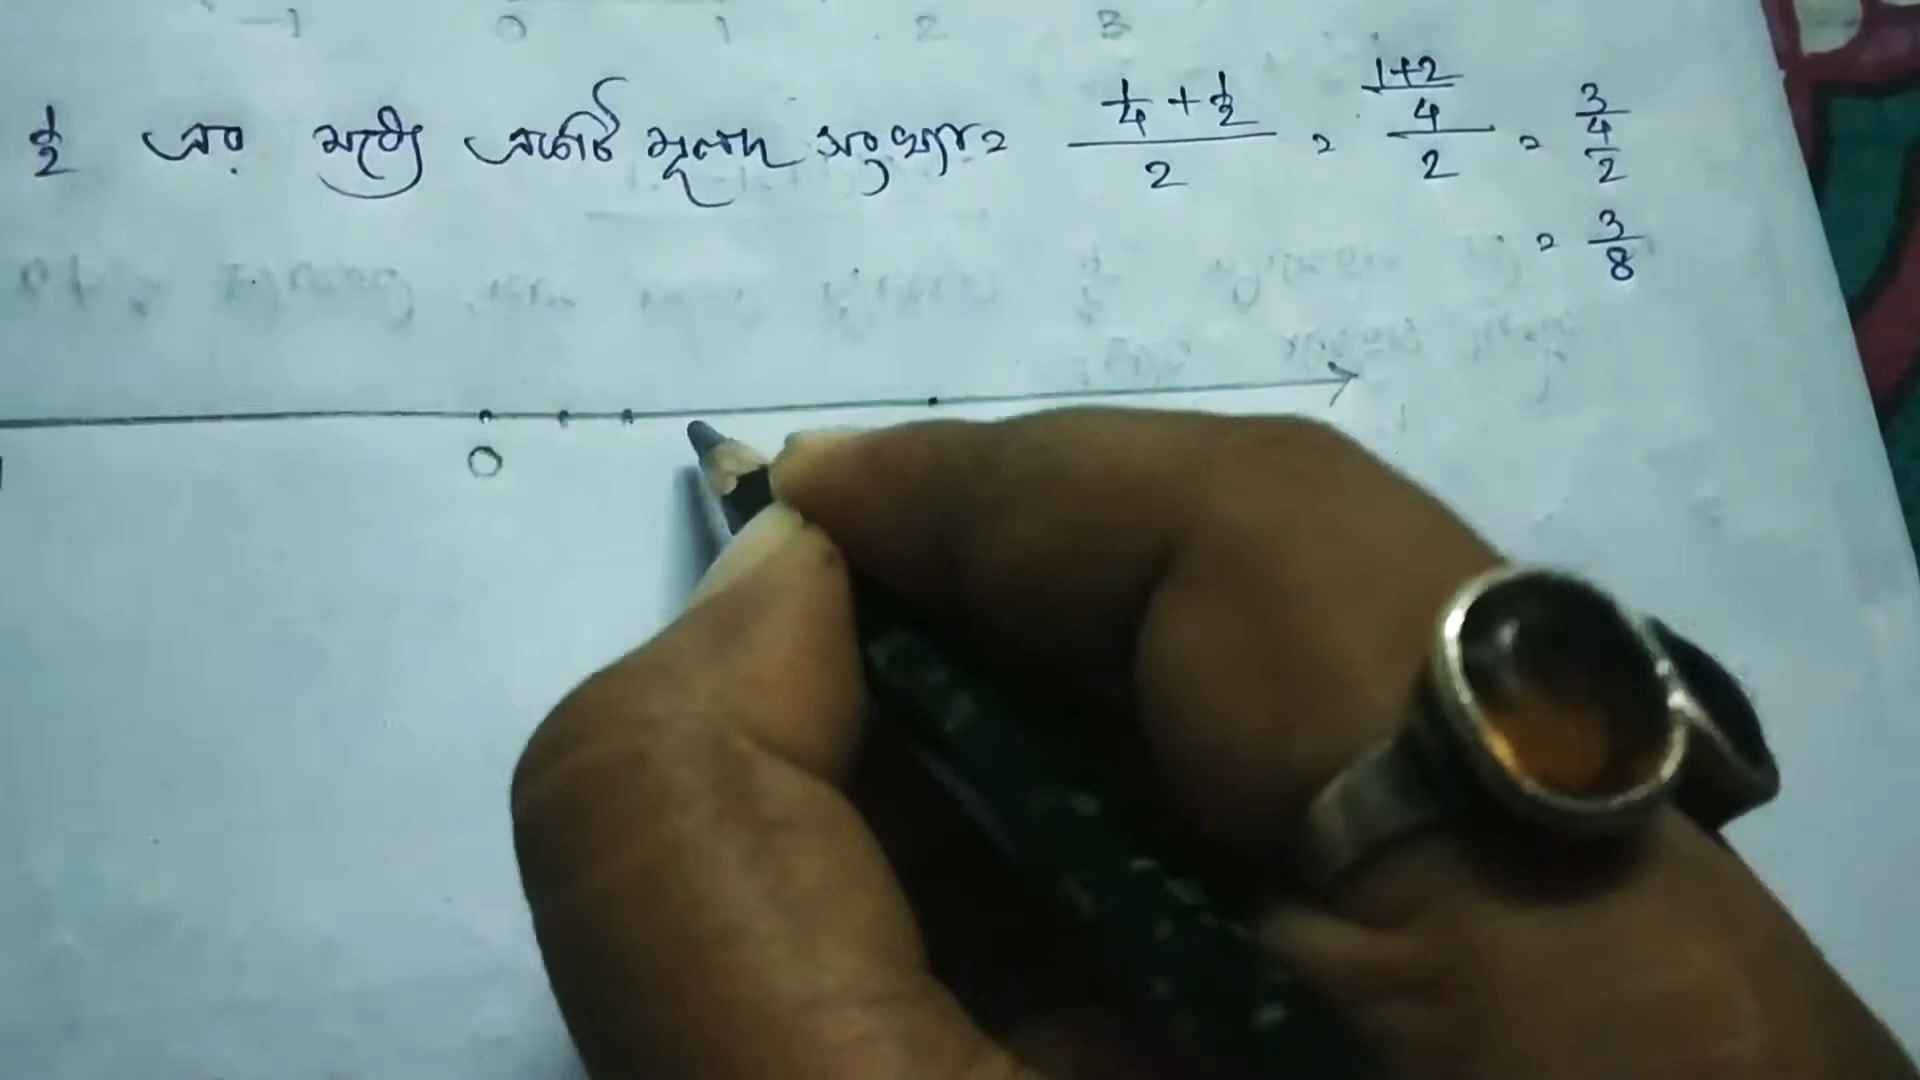 -1 0 1 2 3
1/2 এর মধ্যে একটি মূলদ সংখ্যা = (1/4 + 1/2)/2 = ((1+2)/4)/2 = (3/4)/2
= 3/8
0